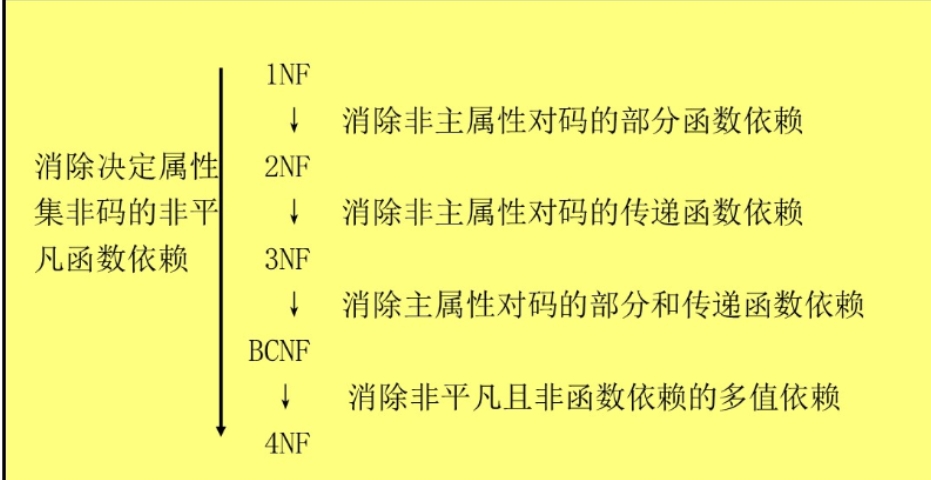 1NF
↓ 消除非主属性对码的部分函数依赖
消除决定属性 2NF
集非码的非平 ↓ 消除非主属性对码的传递函数依赖
凡函数依赖 3NF
↓ 消除主属性对码的部分和传递函数依赖
BCNF
↓ 消除非平凡且非函数依赖的多值依赖
4NF